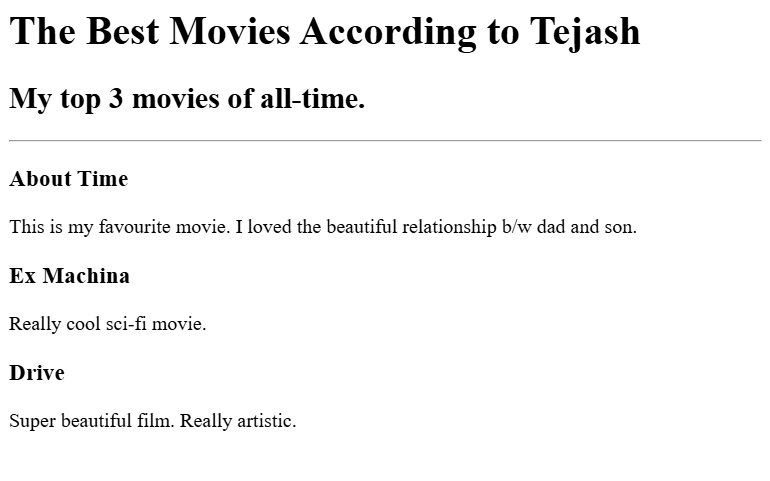 The Best Movies According to Tejash
My top 3 movies of all-time.
About Time
This is my favourite movie. I loved the beautiful relationship b/w dad and son.
Ex Machina
Really cool sci-fi movie.
Drive
Super beautiful film. Really artistic.